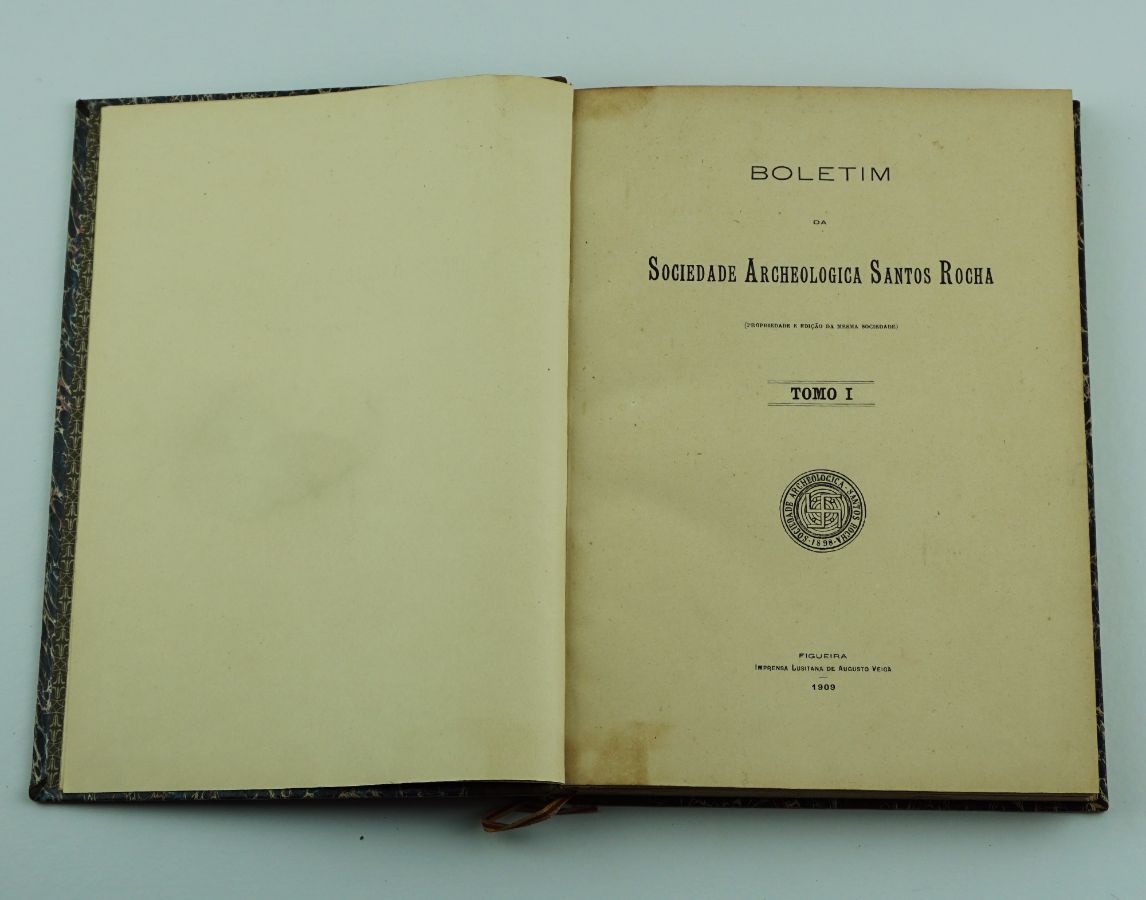 BOLETIM
DA
SOCIEDADE ARCHEOLOGICA SANTOS ROCHA
(PROPRIEDADE E EDIÇÃO DA MESMA SOCIEDADE)
TOMO I
SOCIEDADE ARCHEOLOGICA SANTOS ROCHA
·1898·
FIGUEIRA
IMPRENSA LUSITANA DE AUGUSTO VEIGA
1909